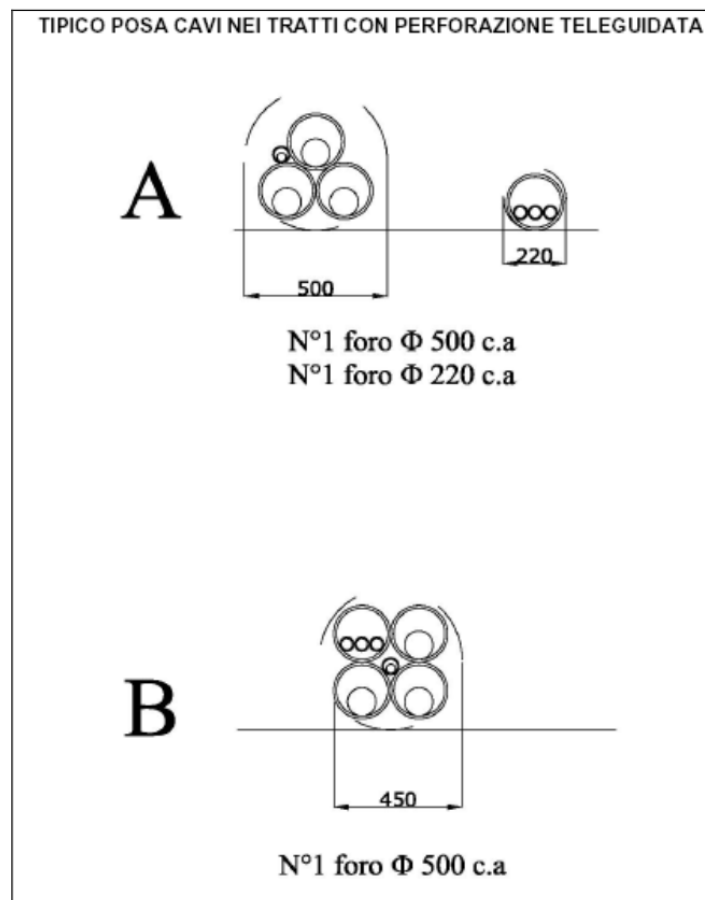 TIPICO POSA CAVI NEI TRATTI CON PERFORAZIONE TELEGUIDATA
A
220
500
N°1 foro Φ 500 c.a
N°1 foro Φ 220 c.a
B
450
N°1 foro Φ 500 c.a